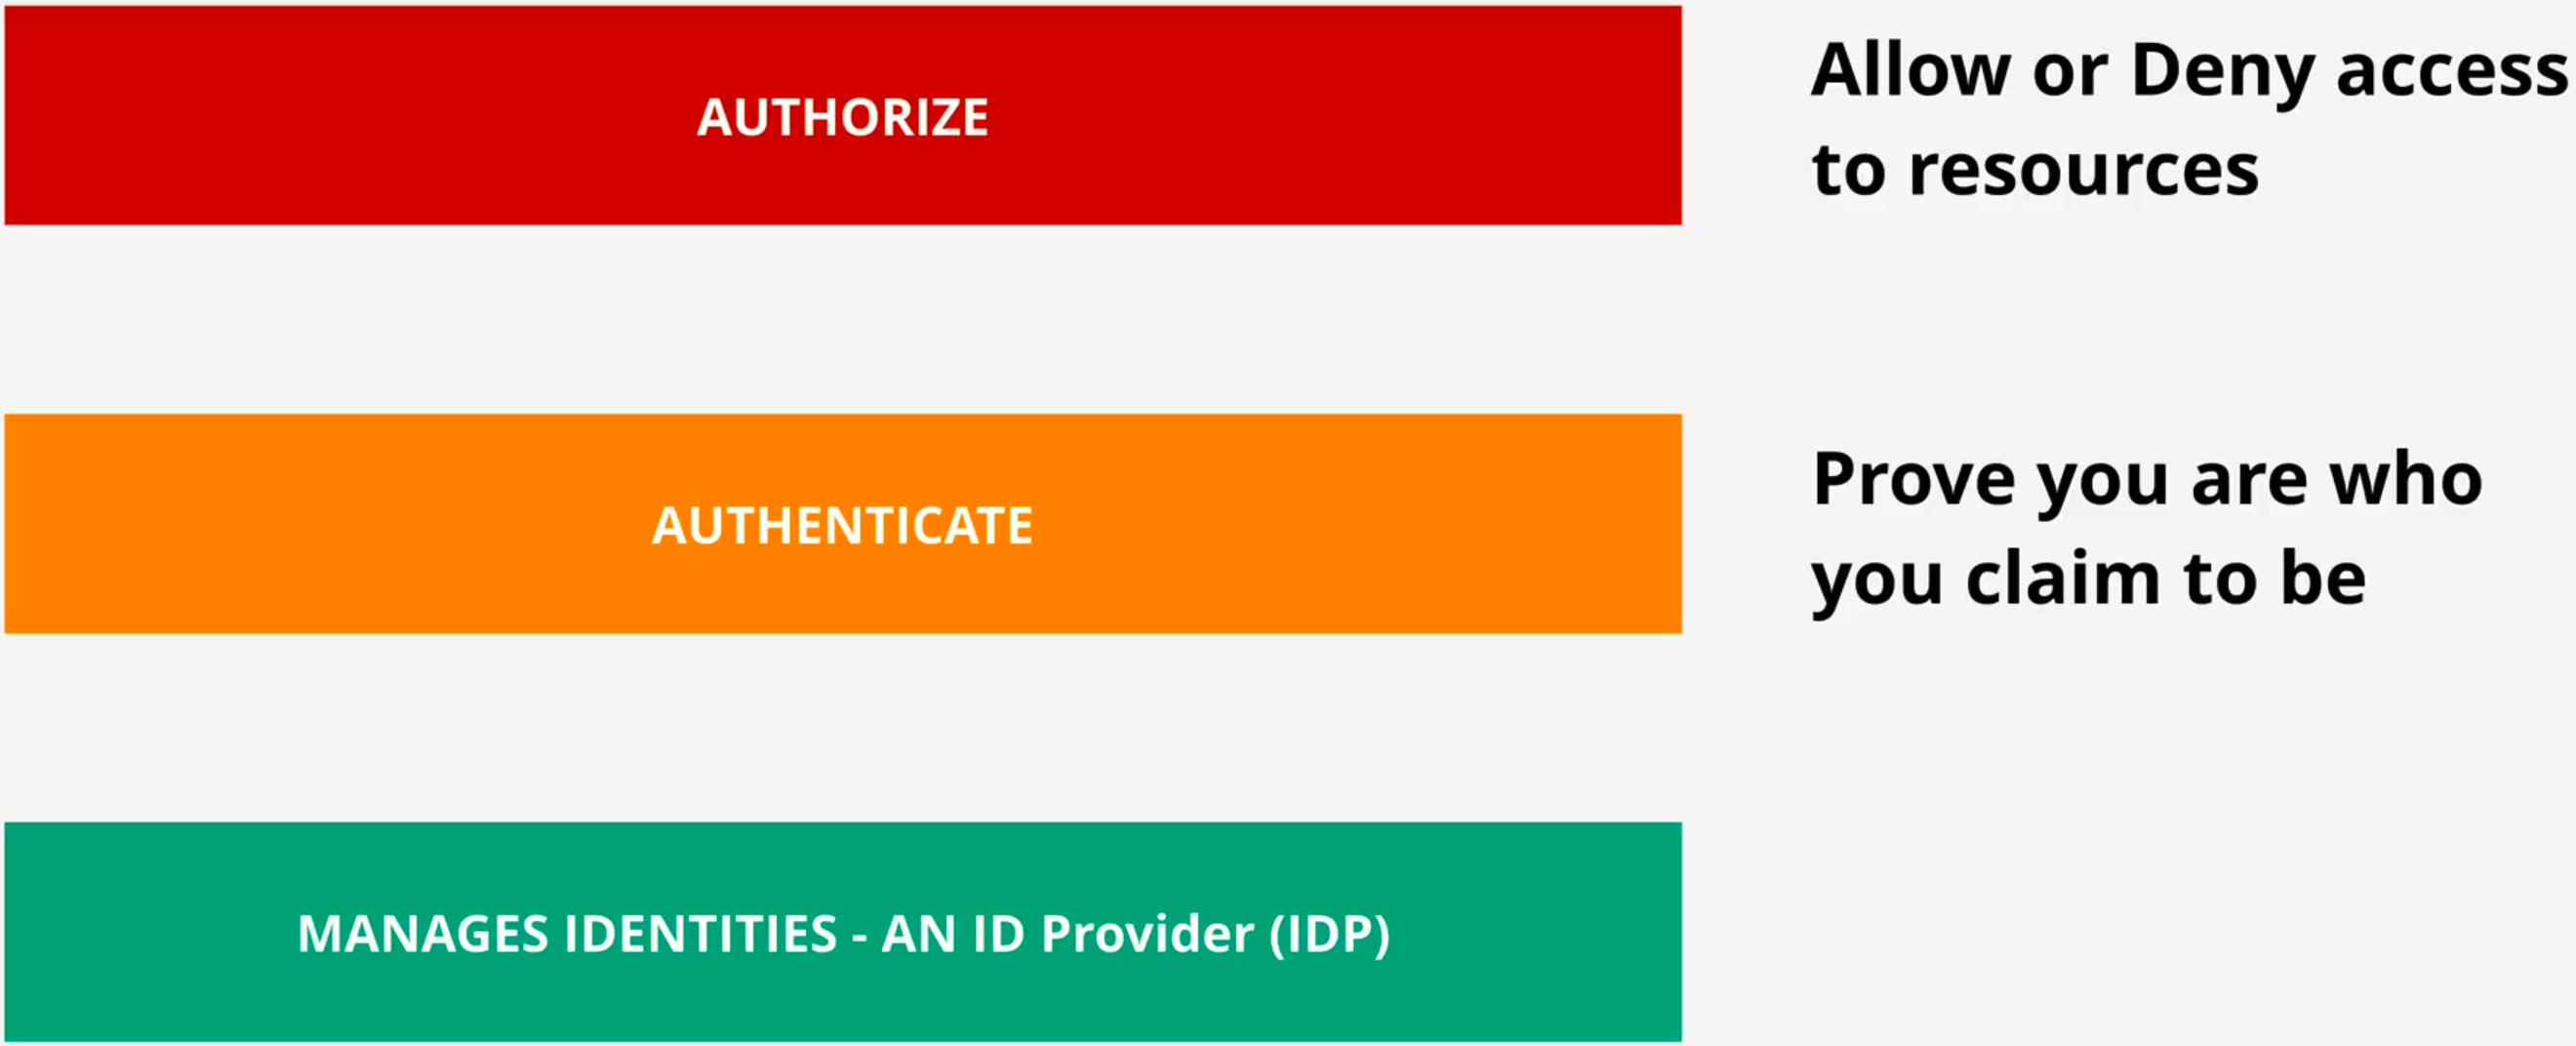 AUTHORIZE
Allow or Deny access
to resources
AUTHENTICATE
Prove you are who
you claim to be
MANAGES IDENTITIES - AN ID Provider (IDP)